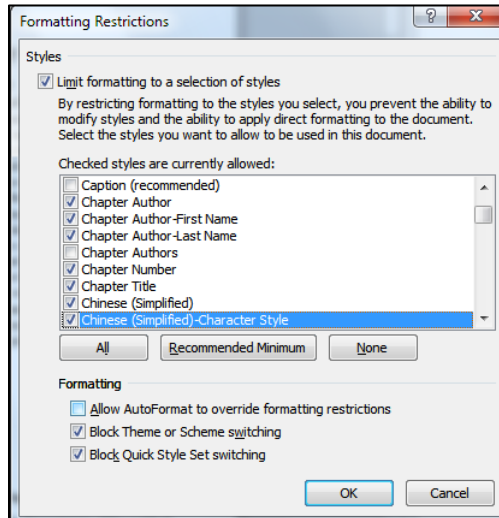 Formatting Restrictions
Styles
Limit formatting to a selection of styles
By restricting formatting to the styles you select, you prevent the ability to
modify styles and the ability to apply direct formatting to the document.
Select the styles you want to allow to be used in this document.
Checked styles are currently allowed:
Caption (recommended)
Chapter Author
Chapter Author-First Name
Chapter Author-Last Name
Chapter Authors
Chapter Number
Chapter Title
Chinese (Simplified)
Chinese (Simplified)-Character Style
All Recommended Minimum None
Formatting
Allow AutoFormat to override formatting restrictions
Block Theme or Scheme switching
Block Quick Style Set switching
OK Cancel